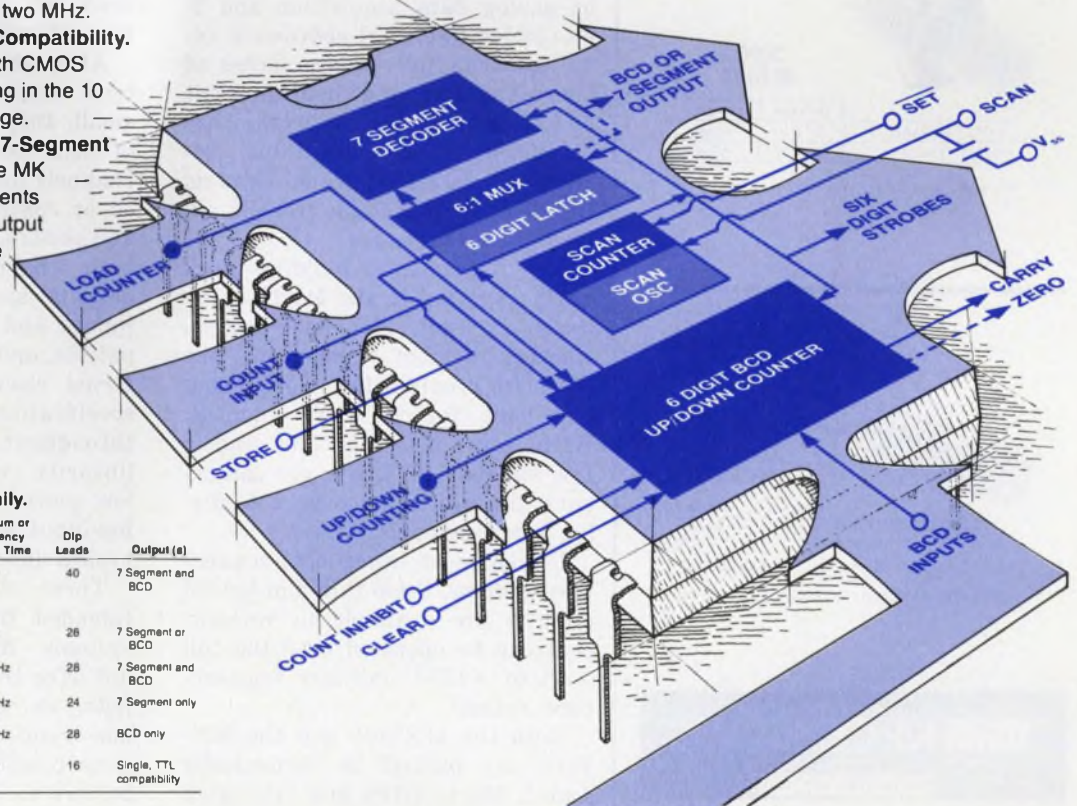 two MHz.
Compatibility.
th CMOS
ng in the 10
ge.
7-Segment
e MK
ents
utput
e
ily.
um or
ency
Time
Dip
Leads
Output (s)
40
7 Segment and
BCD
28
7 Segment or
BCD
Hz
28
7 Segment and
BCD
Hz
24
7 Segment only
Hz
28
BCD only
16
Single, TTL
compatibility
7 SEGMENT
DECODER
BCD OR
7 SEGMENT
OUTPUT
SET
SCAN
Vss
6:1 MUX
6 DIGIT LATCH
SCAN
COUNTER
SCAN
OSC
SIX
DIGIT
STROBES
CARRY
ZERO
6 DIGIT BCD
UP/DOWN COUNTER
LOAD
COUNTER
COUNT
INPUT
STORE
UP/DOWN
COUNTING
COUNT INHIBIT
CLEAR
BCD
INPUTS